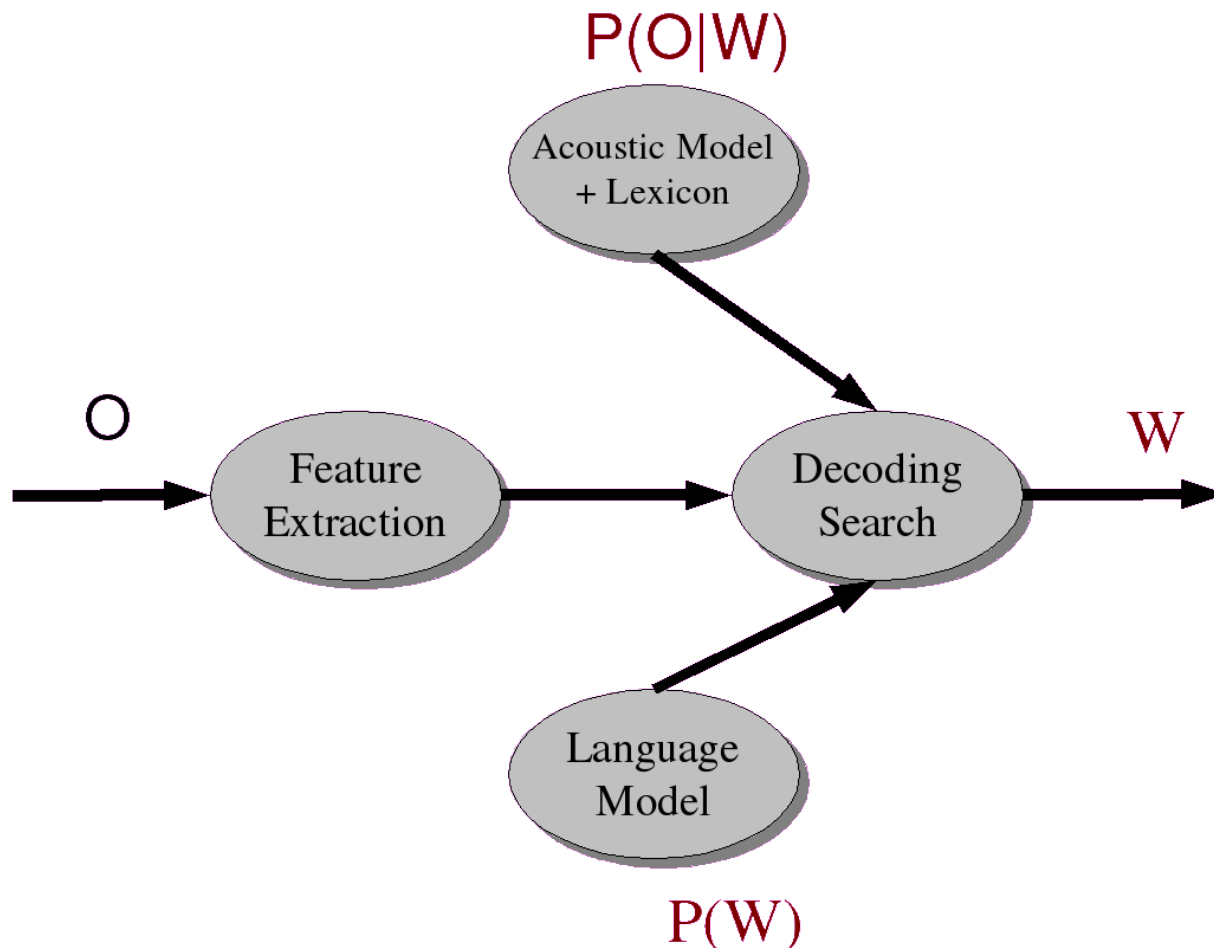 P(O|W)
Acoustic Model
+ Lexicon
O
Feature
Extraction
Decoding
Search
W
Language
Model
P(W)